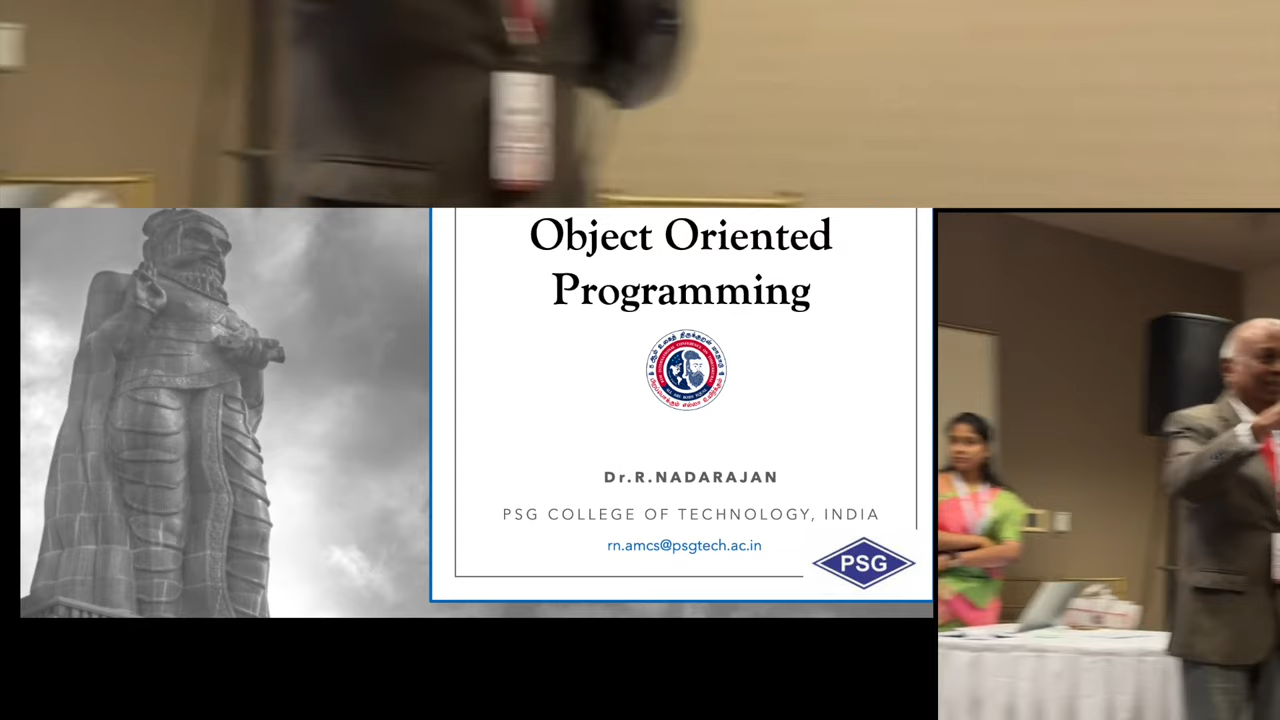 Object Oriented
Programming
Dr.R.NADARAJAN
PSG COLLEGE OF TECHNOLOGY, INDIA
rn.amcs@psgtech.ac.in
PSG